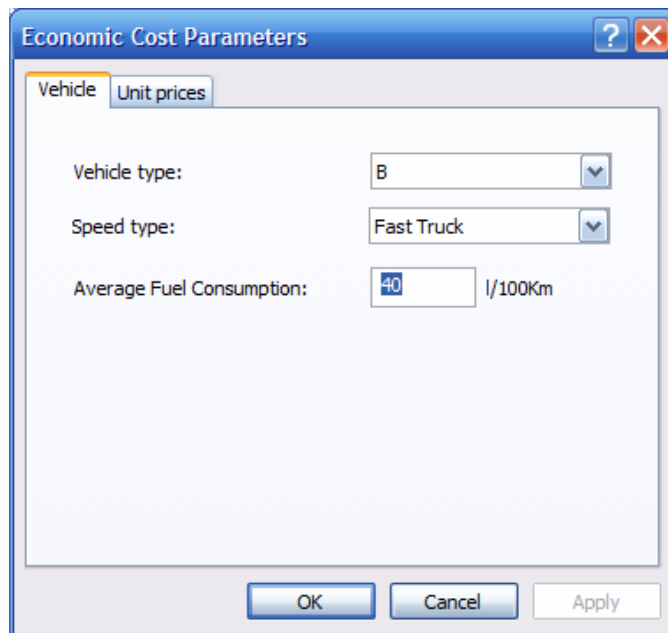 Economic Cost Parameters
Vehicle Unit prices
Vehicle type: B
Speed type: Fast Truck
Average Fuel Consumption: 40 l/100Km
OK Cancel Apply